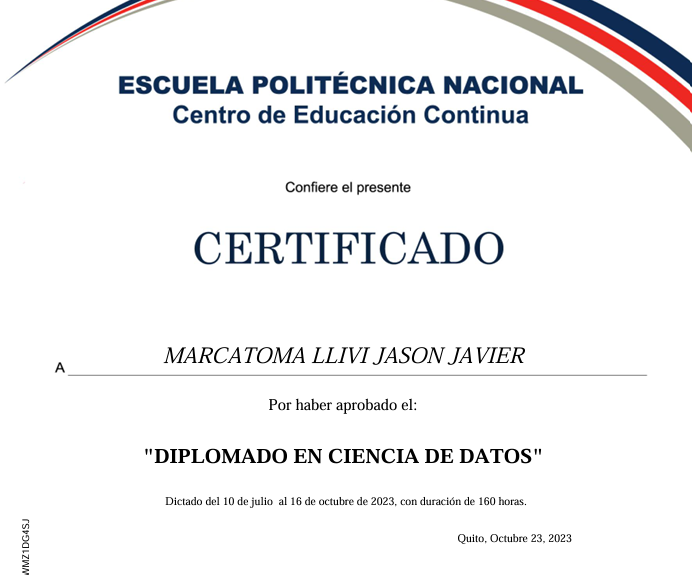 ESCUELA POLITÉCNICA NACIONAL
Centro de Educación Continua
Confiere el presente
CERTIFICADO
A MARCATOMA LLIVI JASON JAVIER
Por haber aprobado el:
"DIPLOMADO EN CIENCIA DE DATOS"
Dictado del 10 de julio  al 16 de octubre de 2023, con duración de 160 horas.
Quito, Octubre 23, 2023
WMZ1DG4SJ